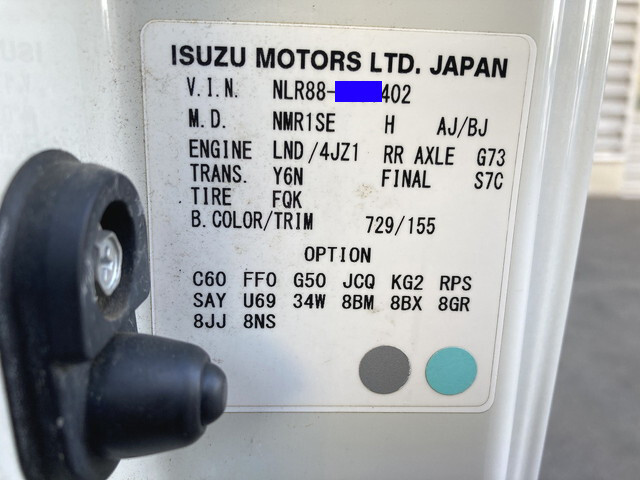 ISUZU MOTORS LTD. JAPAN
V.I.N. NLR88- 402
M.D. NMR1SE H AJ/BJ
ENGINE LND/4JZ1 RR AXLE G73
TRANS. Y6N FINAL S7C
TIRE FQK
B.COLOR/TRIM 729/155
OPTION
C60 FF0 G50 JCQ KG2 RPS
SAY U69 34W 8BM 8BX 8GR
8JJ 8NS